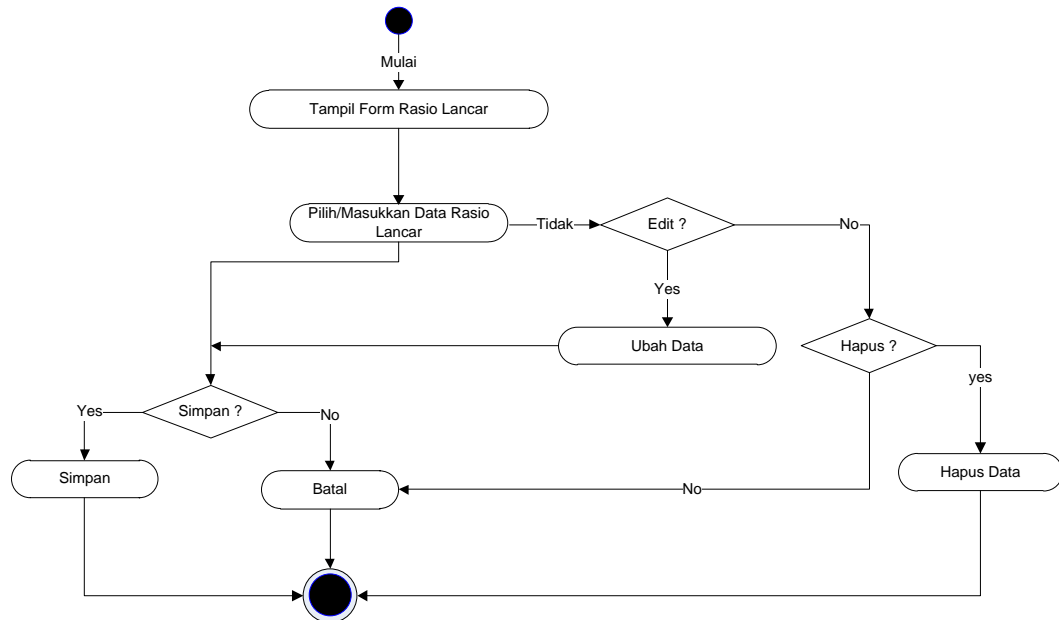 Mulai
Tampil Form Rasio Lancar
Pilih/Masukkan Data Rasio
Lancar
Tidak
Edit ?
No
Yes
Ubah Data
Hapus ?
yes
Yes
Simpan ?
No
Simpan
Batal
No
Hapus Data